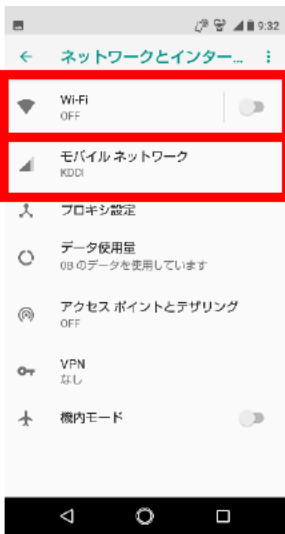 9:32
ネットワークとインター...
Wi-Fi
OFF
モバイル ネットワーク
KDDI
プロキシ設定
データ使用量
0B のデータを使用しています
アクセス ポイントとテザリング
OFF
VPN
なし
機内モード